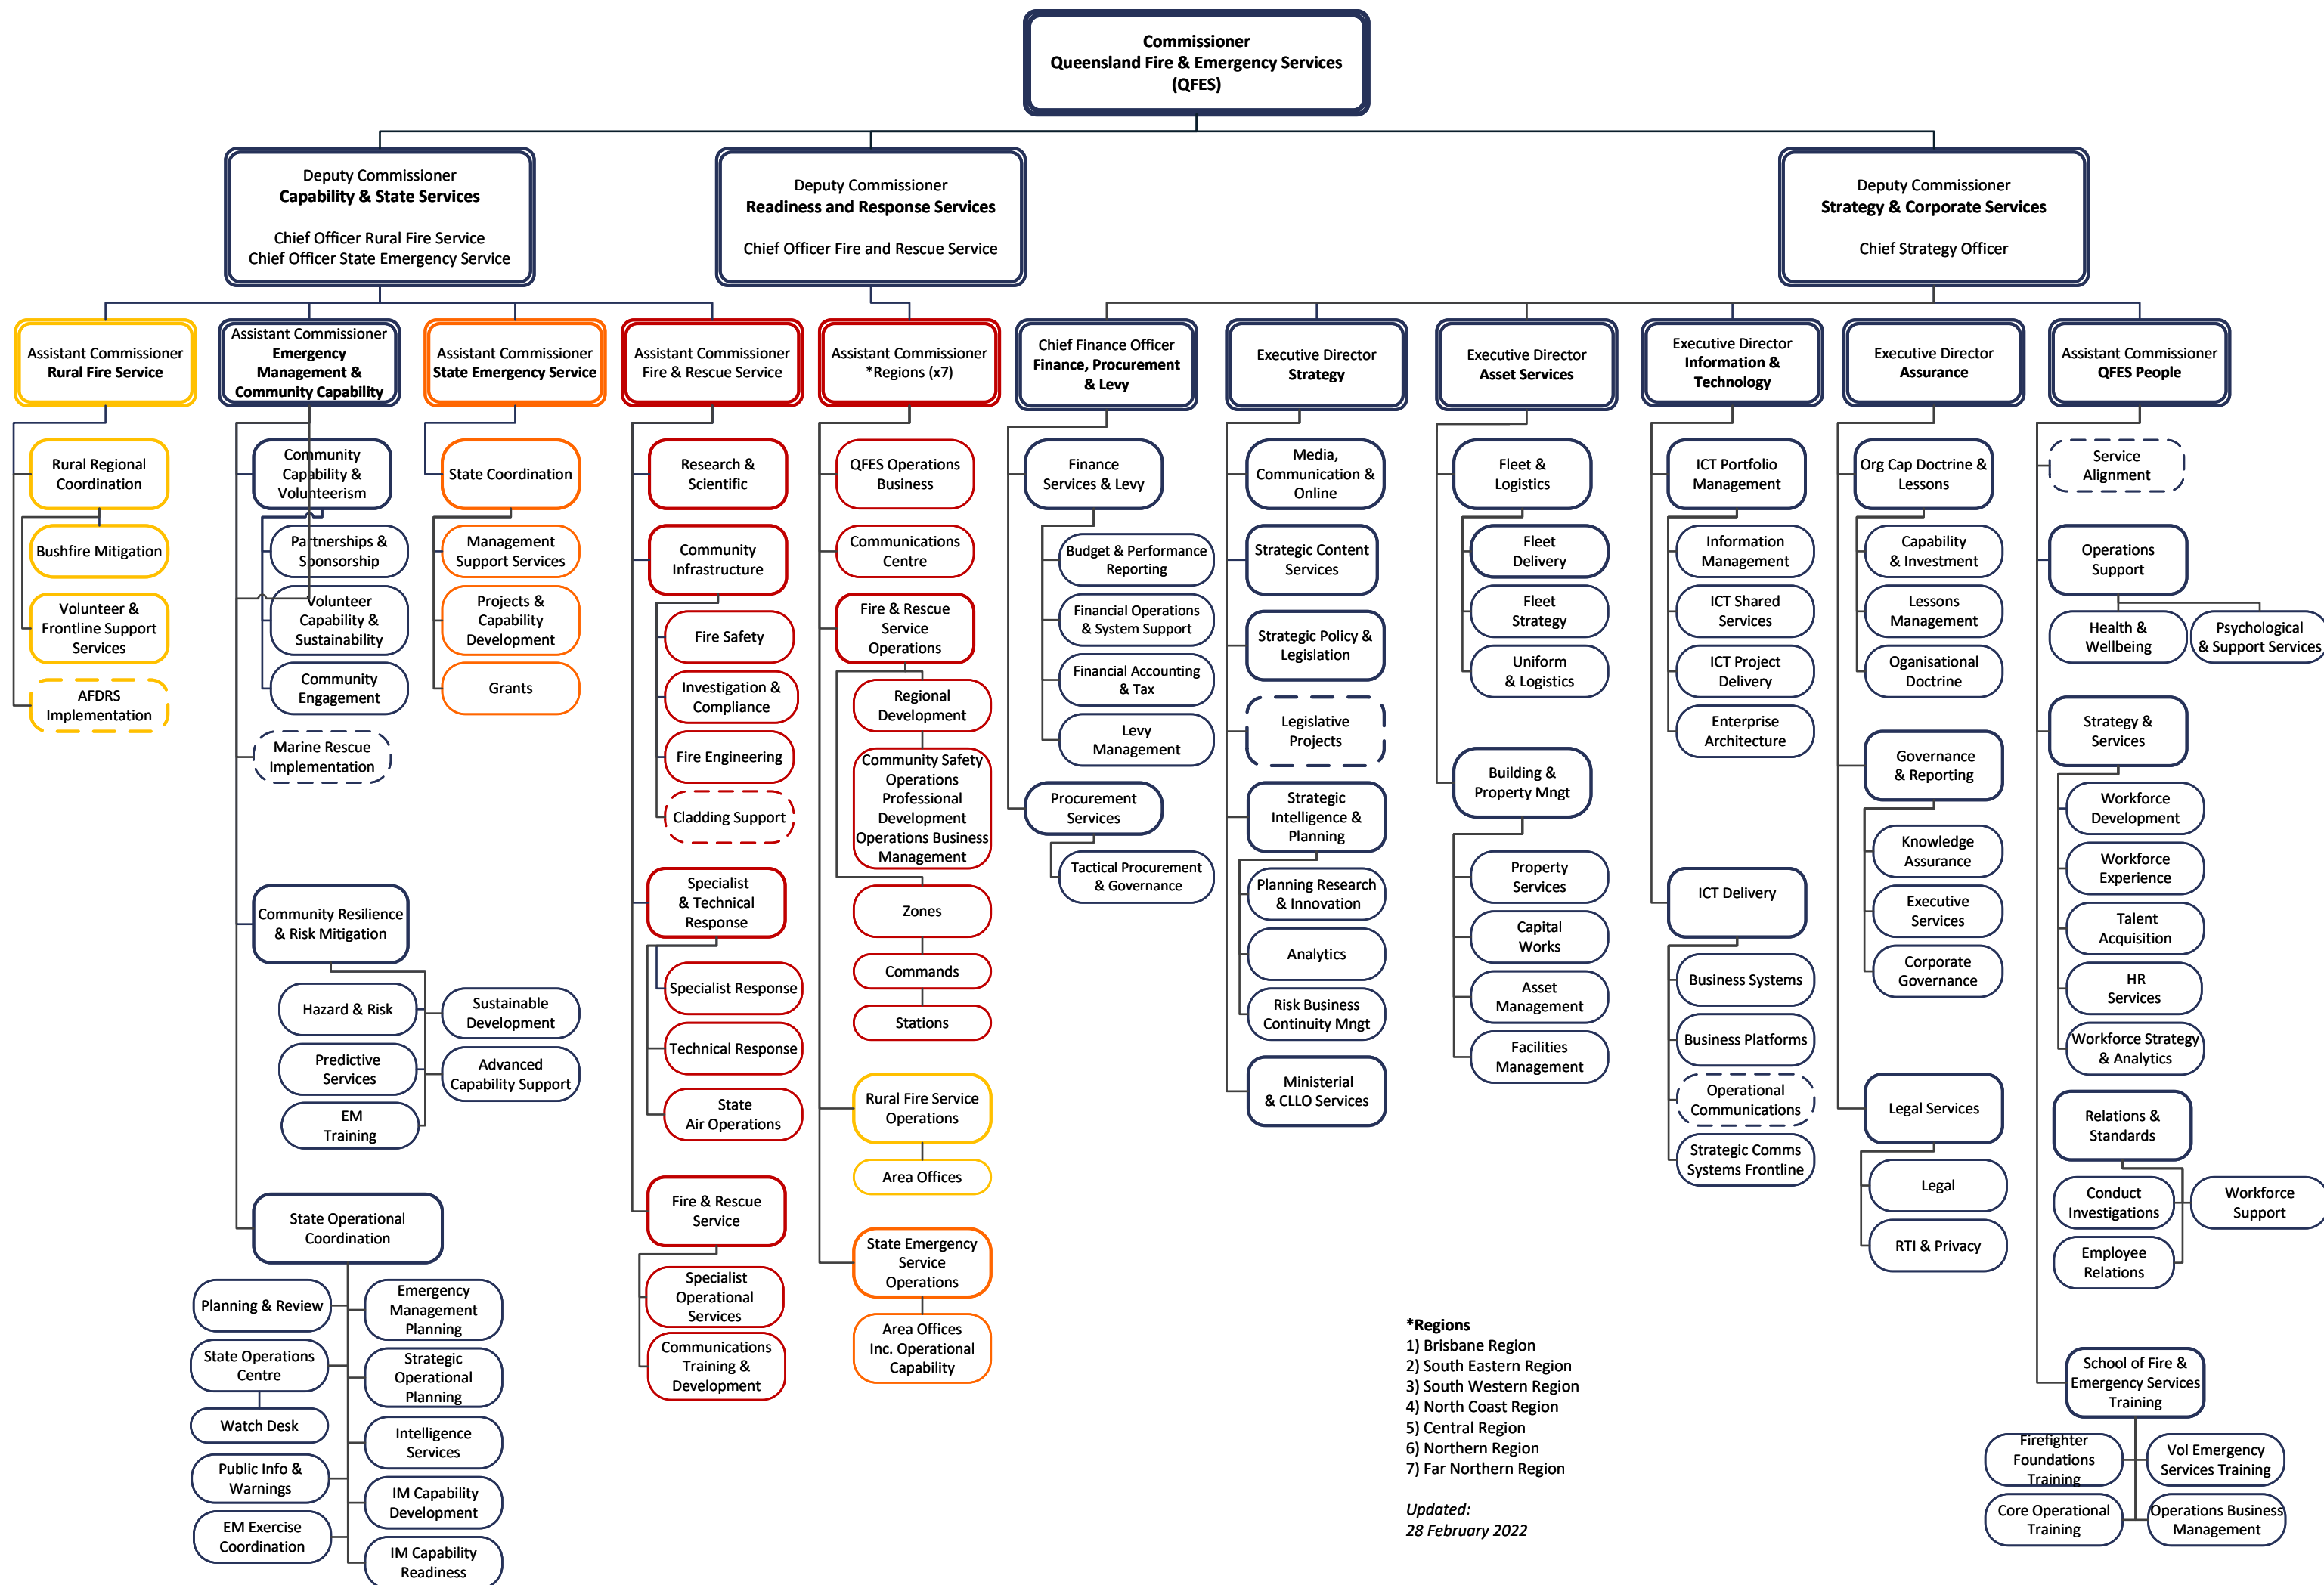 Commissioner
Queensland Fire & Emergency Services
(QFES)
Deputy Commissioner
Capability & State Services
Chief Officer Rural Fire Service
Chief Officer State Emergency Service
Deputy Commissioner
Readiness and Response Services
Chief Officer Fire and Rescue Service
Deputy Commissioner
Strategy & Corporate Services
Chief Strategy Officer
Assistant Commissioner
Rural Fire Service
Rural Regional
Coordination
Bushfire Mitigation
Volunteer &
Frontline Support
Services
AFDRS
Implementation
Assistant Commissioner
Emergency
Management &
Community Capability
Community
Capability &
Volunteerism
Partnerships &
Sponsorship
Volunteer
Capability &
Sustainability
Community
Engagement
Marine Rescue
Implementation
Community Resilience
& Risk Mitigation
Hazard & Risk
Predictive
Services
EM
Training
Sustainable
Development
Advanced
Capability Support
State Operational
Coordination
Planning & Review
State Operations
Centre
Watch Desk
Public Info &
Warnings
EM Exercise
Coordination
Emergency
Management
Planning
Strategic
Operational
Planning
Intelligence
Services
IM Capability
Development
IM Capability
Readiness
Assistant Commissioner
State Emergency Service
State Coordination
Management
Support Services
Projects &
Capability
Development
Grants
Assistant Commissioner
Fire & Rescue Service
Research &
Scientific
Community
Infrastructure
Fire Safety
Investigation &
Compliance
Fire Engineering
Cladding Support
Specialist
& Technical
Response
Specialist Response
Technical Response
State
Air Operations
Fire & Rescue
Service
Specialist
Operational
Services
Communications
Training &
Development
Assistant Commissioner
*Regions (x7)
QFES Operations
Business
Communications
Centre
Fire & Rescue
Service
Operations
Regional
Development
Community Safety
Operations
Professional
Development
Operations Business
Management
Zones
Commands
Stations
Rural Fire Service
Operations
Area Offices
State Emergency
Service
Operations
Area Offices
Inc. Operational
Capability
Chief Finance Officer
Finance, Procurement
& Levy
Finance
Services & Levy
Budget & Performance
Reporting
Financial Operations
& System Support
Financial Accounting
& Tax
Levy
Management
Procurement
Services
Tactical Procurement
& Governance
Executive Director
Strategy
Media,
Communication &
Online
Strategic Content
Services
Strategic Policy &
Legislation
Legislative
Projects
Strategic
Intelligence &
Planning
Planning Research
& Innovation
Analytics
Risk Business
Continuity Mngt
Ministerial
& CLLO Services
Executive Director
Asset Services
Fleet &
Logistics
Fleet
Delivery
Fleet
Strategy
Uniform
& Logistics
Building &
Property Mngt
Property
Services
Capital
Works
Asset
Management
Facilities
Management
Executive Director
Information &
Technology
ICT Portfolio
Management
Information
Management
ICT Shared
Services
ICT Project
Delivery
Enterprise
Architecture
ICT Delivery
Business Systems
Business Platforms
Operational
Communications
Strategic Comms
Systems Frontline
Executive Director
Assurance
Org Cap Doctrine &
Lessons
Capability
& Investment
Lessons
Management
Oganisational
Doctrine
Governance
& Reporting
Knowledge
Assurance
Executive
Services
Corporate
Governance
Legal Services
Legal
RTI & Privacy
Assistant Commissioner
QFES People
Service
Alignment
Operations
Support
Health &
Wellbeing
Psychological
& Support Services
Strategy &
Services
Workforce
Development
Workforce
Experience
Talent
Acquisition
HR
Services
Workforce Strategy
& Analytics
Relations &
Standards
Conduct
Investigations
Workforce
Support
Employee
Relations
School of Fire &
Emergency Services
Training
Firefighter
Foundations
Training
Vol Emergency
Services Training
Core Operational
Training
Operations Business
Management
*Regions
1) Brisbane Region
2) South Eastern Region
3) South Western Region
4) North Coast Region
5) Central Region
6) Northern Region
7) Far Northern Region
Updated:
28 February 2022